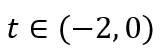 t ∈ (−2, 0)